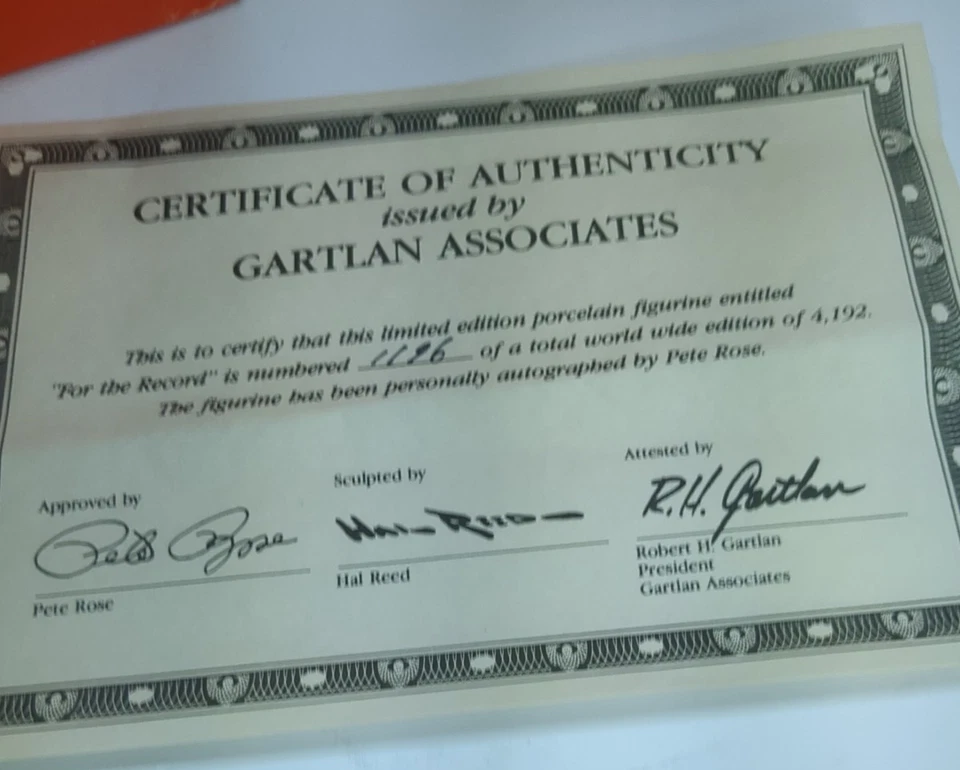 CERTIFICATE OF AUTHENTICITY
issued by
GARTLAN ASSOCIATES
This is to certify that this limited edition porcelain figurine entitled
"For the Record" is numbered 1196 of a total world wide edition of 4,192.
The figurine has been personally autographed by Pete Rose.
Approved by
Pete Rose
Pete Rose
Sculpted by
Hal Reed
Hal Reed
Attested by
R.H. Gartlan
Robert H. Gartlan
President
Gartlan Associates